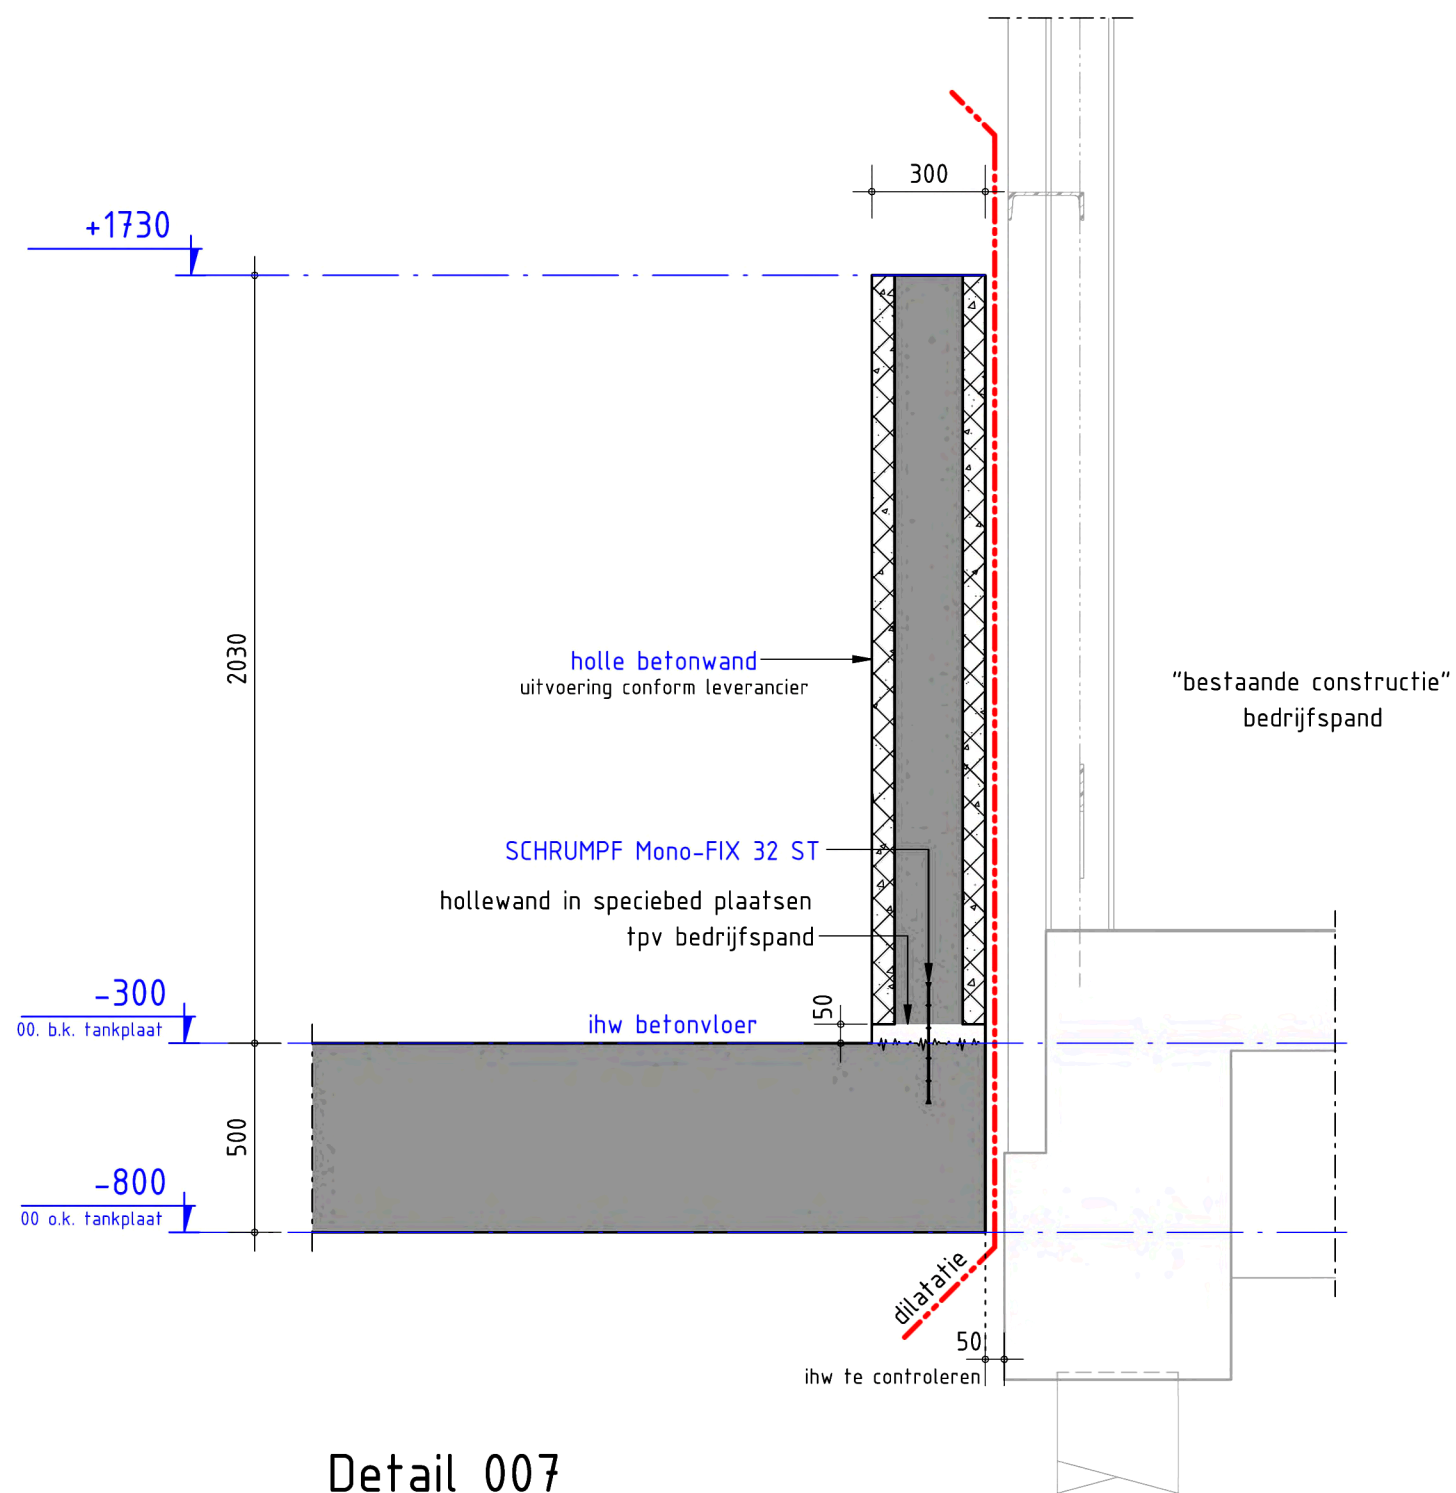 300
+1730
2030
holle betonwand
uitvoering conform leverancier
"bestaande constructie"
bedrijfspand
SCHRUMPF Mono-FIX 32 ST
hollewand in speciebed plaatsen
tpv bedrijfspand
-300
00. b.k. tankplaat
50
ihw betonvloer
500
-800
00 o.k. tankplaat
dilatatie
50
ihw te controleren
Detail 007